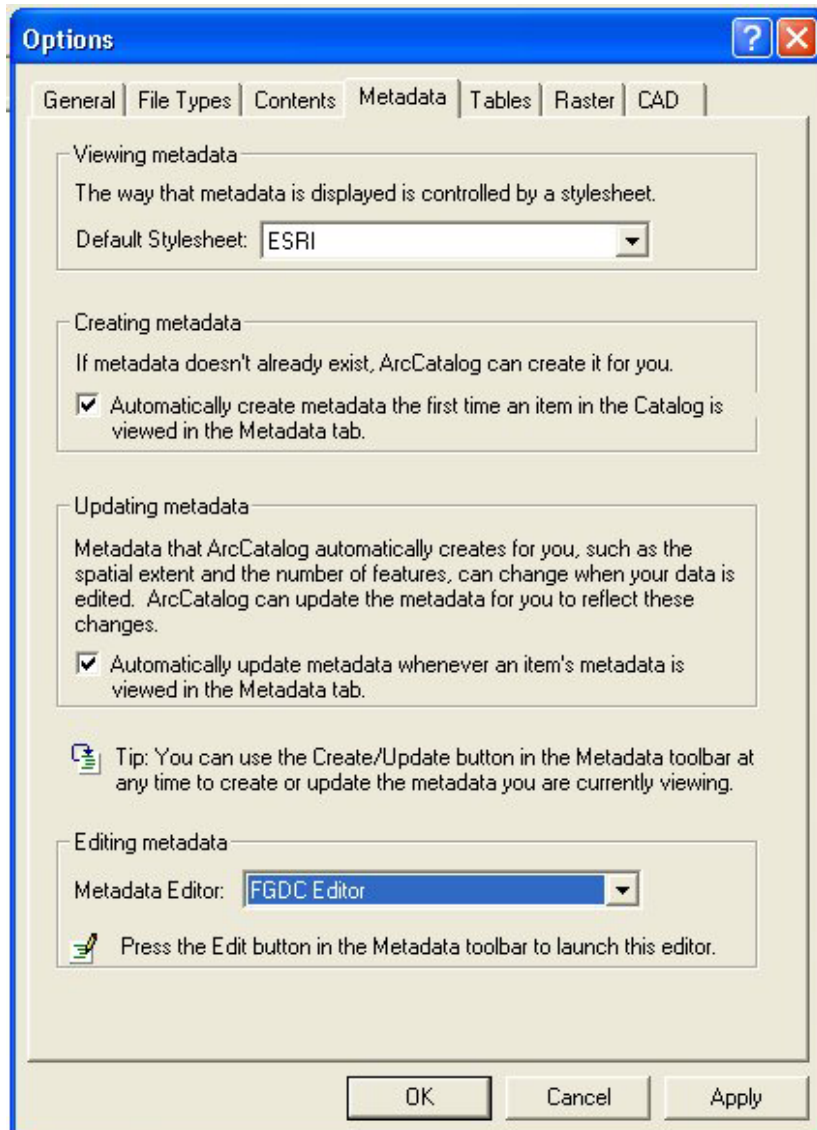 Options
General
File Types
Contents
Metadata
Tables
Raster
CAD
Viewing metadata
The way that metadata is displayed is controlled by a stylesheet.
Default Stylesheet: ESRI
Creating metadata
If metadata doesn't already exist, ArcCatalog can create it for you.
Automatically create metadata the first time an item in the Catalog is
viewed in the Metadata tab.
Updating metadata
Metadata that ArcCatalog automatically creates for you, such as the
spatial extent and the number of features, can change when your data is
edited. ArcCatalog can update the metadata for you to reflect these
changes.
Automatically update metadata whenever an item's metadata is
viewed in the Metadata tab.
Tip: You can use the Create/Update button in the Metadata toolbar at
any time to create or update the metadata you are currently viewing.
Editing metadata
Metadata Editor: FGDC Editor
Press the Edit button in the Metadata toolbar to launch this editor.
OK
Cancel
Apply